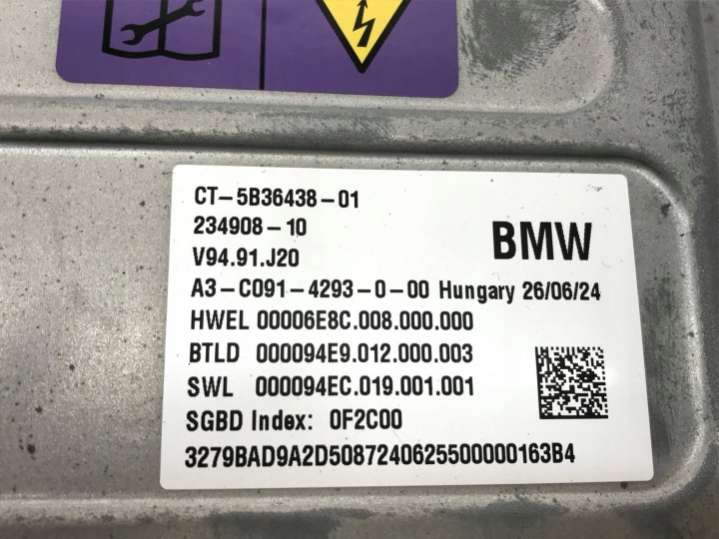 CT-5B36438-01
234908-10
BMW
V94.91.J20
A3-C091-4293-0-00 Hungary 26/06/24
HWEL 00006E8C.008.000.000
BTLD 000094E9.012.000.003
SWL 000094EC.019.001.001
SGBD Index: 0F2C00
3279BAD9A2D5087240625500000163B4